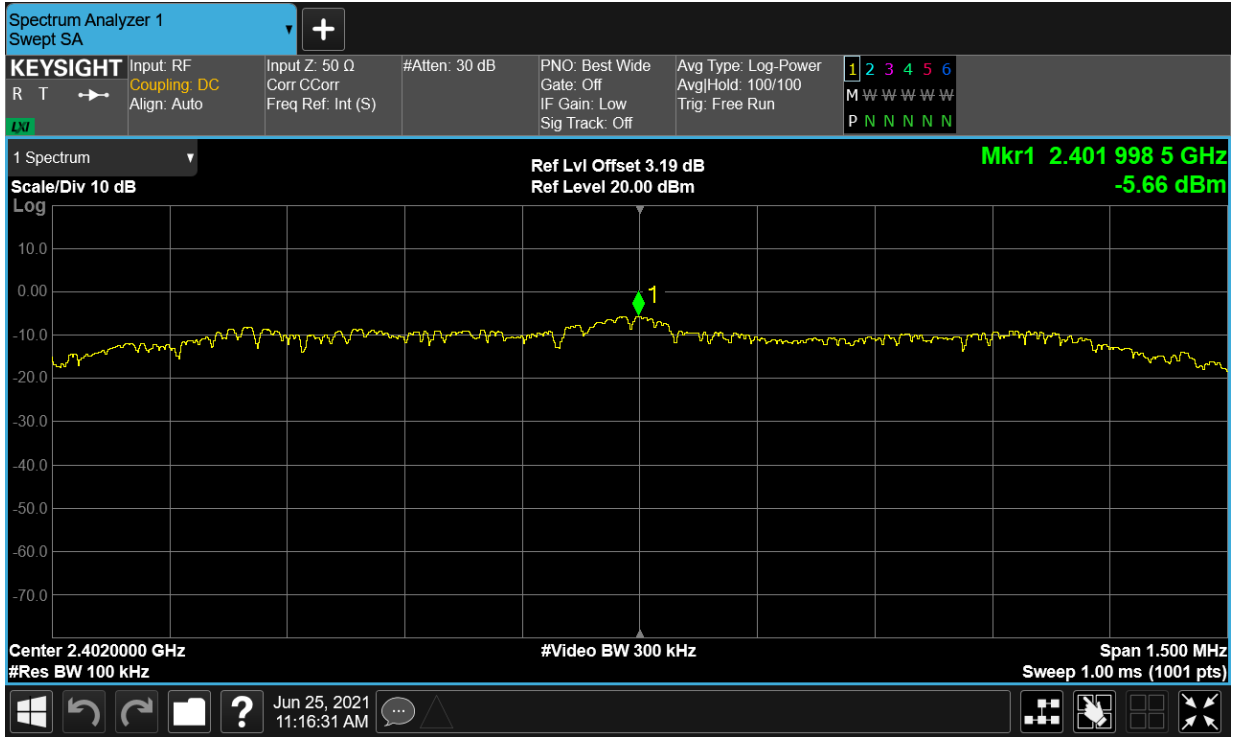 Spectrum Analyzer 1
Swept SA
KEYSIGHT
R T
LXI
Input: RF
Coupling: DC
Align: Auto
Input Z: 50 Ω
Corr CCorr
Freq Ref: Int (S)
#Atten: 30 dB
PNO: Best Wide
Gate: Off
IF Gain: Low
Sig Track: Off
Avg Type: Log-Power
Avg|Hold: 100/100
Trig: Free Run
1 2 3 4 5 6
M W W W W W
P N N N N N
1 Spectrum
Scale/Div 10 dB
Log
Ref Lvl Offset 3.19 dB
Ref Level 20.00 dBm
Mkr1 2.401 998 5 GHz
-5.66 dBm
10.0
0.00
1
-10.0
-20.0
-30.0
-40.0
-50.0
-60.0
-70.0
Center 2.4020000 GHz
#Res BW 100 kHz
#Video BW 300 kHz
Span 1.500 MHz
Sweep 1.00 ms (1001 pts)
?
Jun 25, 2021
11:16:31 AM